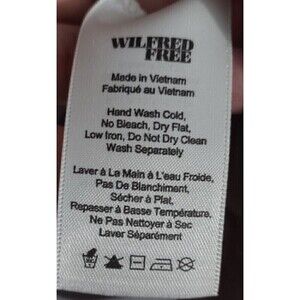 WILFRED
FREE
Made in Vietnam
Fabriqué au Vietnam
Hand Wash Cold,
No Bleach, Dry Flat,
Low Iron, Do Not Dry Clean
Wash Separately
Laver à La Main à L'eau Froide,
Pas De Blanchiment,
Sécher à Plat,
Repasser à Basse Température,
Ne Pas Nettoyer à Sec
Laver Séparément